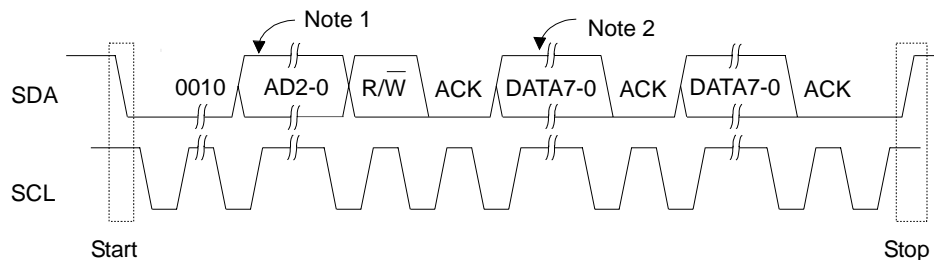 Note 1
Note 2
SDA
0010
AD2-0
R/W̅
ACK
DATA7-0
ACK
DATA7-0
ACK
SCL
Start
Stop